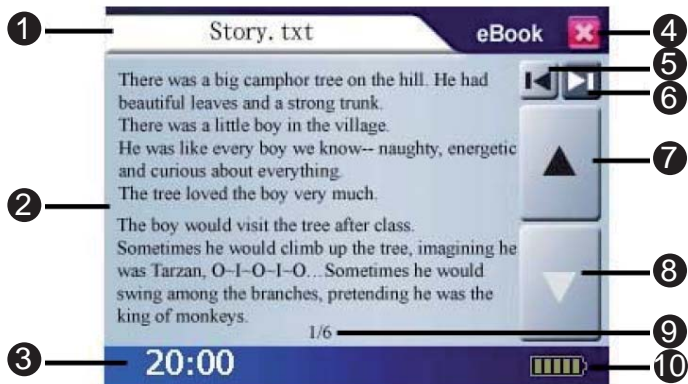 1
Story.txt
eBook
4
5
6
There was a big camphor tree on the hill. He had
beautiful leaves and a strong trunk.
There was a little boy in the village.
He was like every boy we know-- naughty, energetic
and curious about everything.
The tree loved the boy very much.
7
2
The boy would visit the tree after class.
Sometimes he would climb up the tree, imagining he
was Tarzan, O-I-O-I-O...Sometimes he would
swing among the branches, pretending he was the
king of monkeys.
8
1/6
9
3
20:00
10